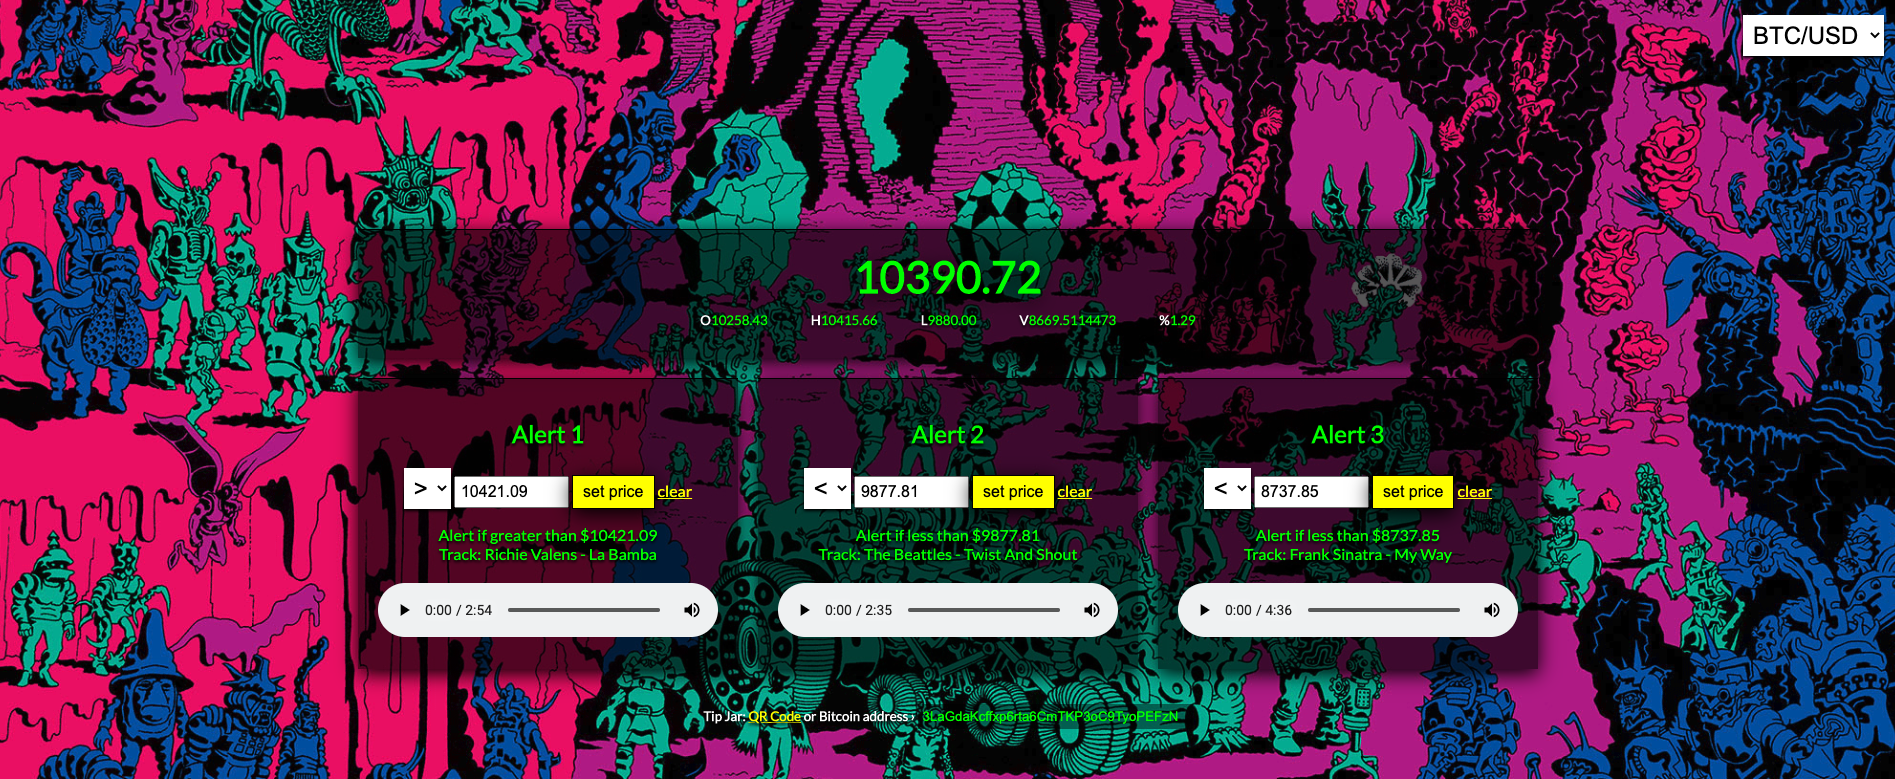 BTC/USD
10390.72
O10258.43 H10415.66 L9880.00 V8669.5114473 %1.29
Alert 1
> 10421.09 set price clear
Alert if greater than $10421.09
Track: Richie Valens - La Bamba
0:00 / 2:54
Alert 2
< 9877.81 set price clear
Alert if less than $9877.81
Track: The Beattles - Twist And Shout
0:00 / 2:35
Alert 3
< 8737.85 set price clear
Alert if less than $8737.85
Track: Frank Sinatra - My Way
0:00 / 4:36
Tip Jar: QR Code or Bitcoin address › 3LaGdaKcffxp6rta6CmTKP3oC9TyoPEFzN